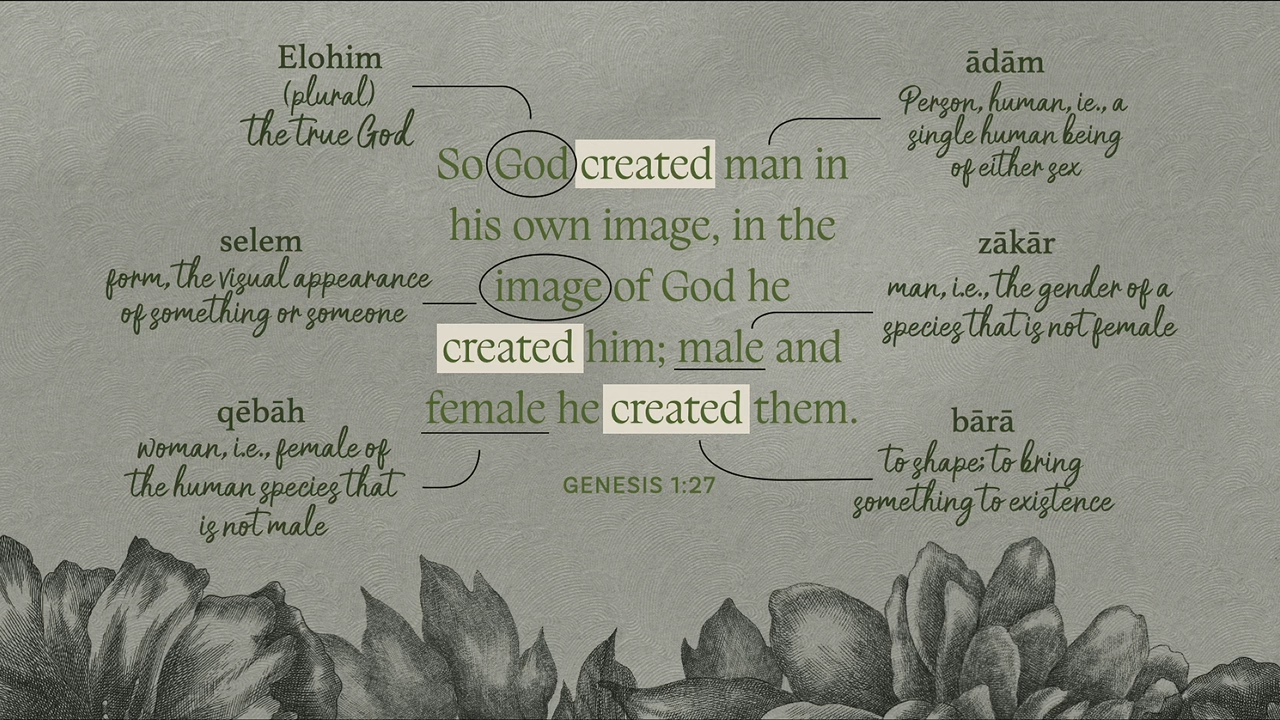 Elohim
(plural)
the true God
ādām
Person, human, ie., a
single human being
of either sex
So God created man in
his own image, in the
image of God he
created him; male and
female he created them.
GENESIS 1:27
selem
form, the visual appearance
of something or someone
zākār
man, i.e., the gender of a
species that is not female
qēbāh
woman, i.e., female of
the human species that
is not male
bārā
to shape; to bring
something to existence